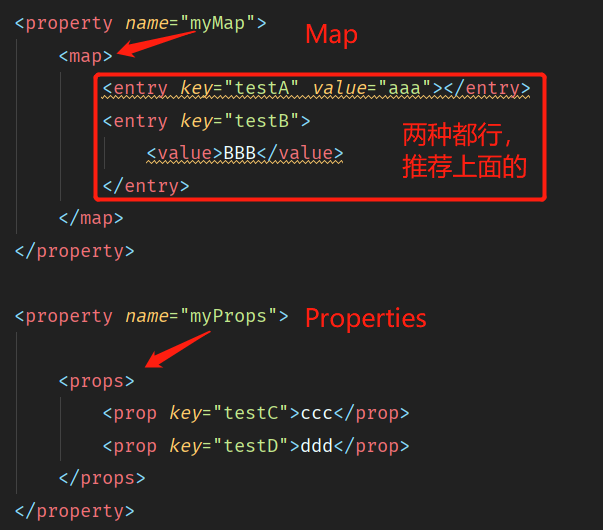 <property name="myMap"> Map
<map>
<entry key="testA" value="aaa"></entry>
<entry key="testB">
<value>BBB</value>
</entry>
两种都行，
推荐上面的
</map>
</property>
<property name="myProps"> Properties
<props>
<prop key="testC">ccc</prop>
<prop key="testD">ddd</prop>
</props>
</property>